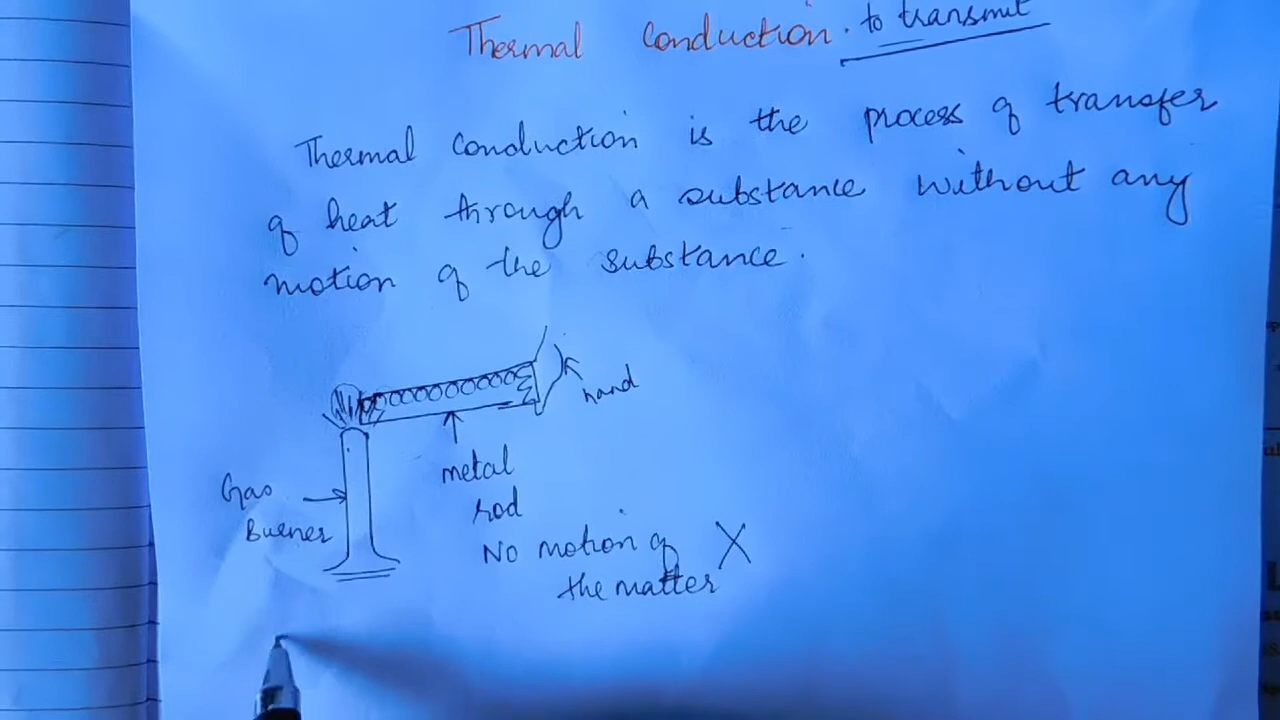 Thermal Conduction. to transmit
Thermal Conduction is the process of transfer
of heat through a substance without any
motion of the substance.
hand
metal
rod
Gas
Burner
No motion of X
the matter